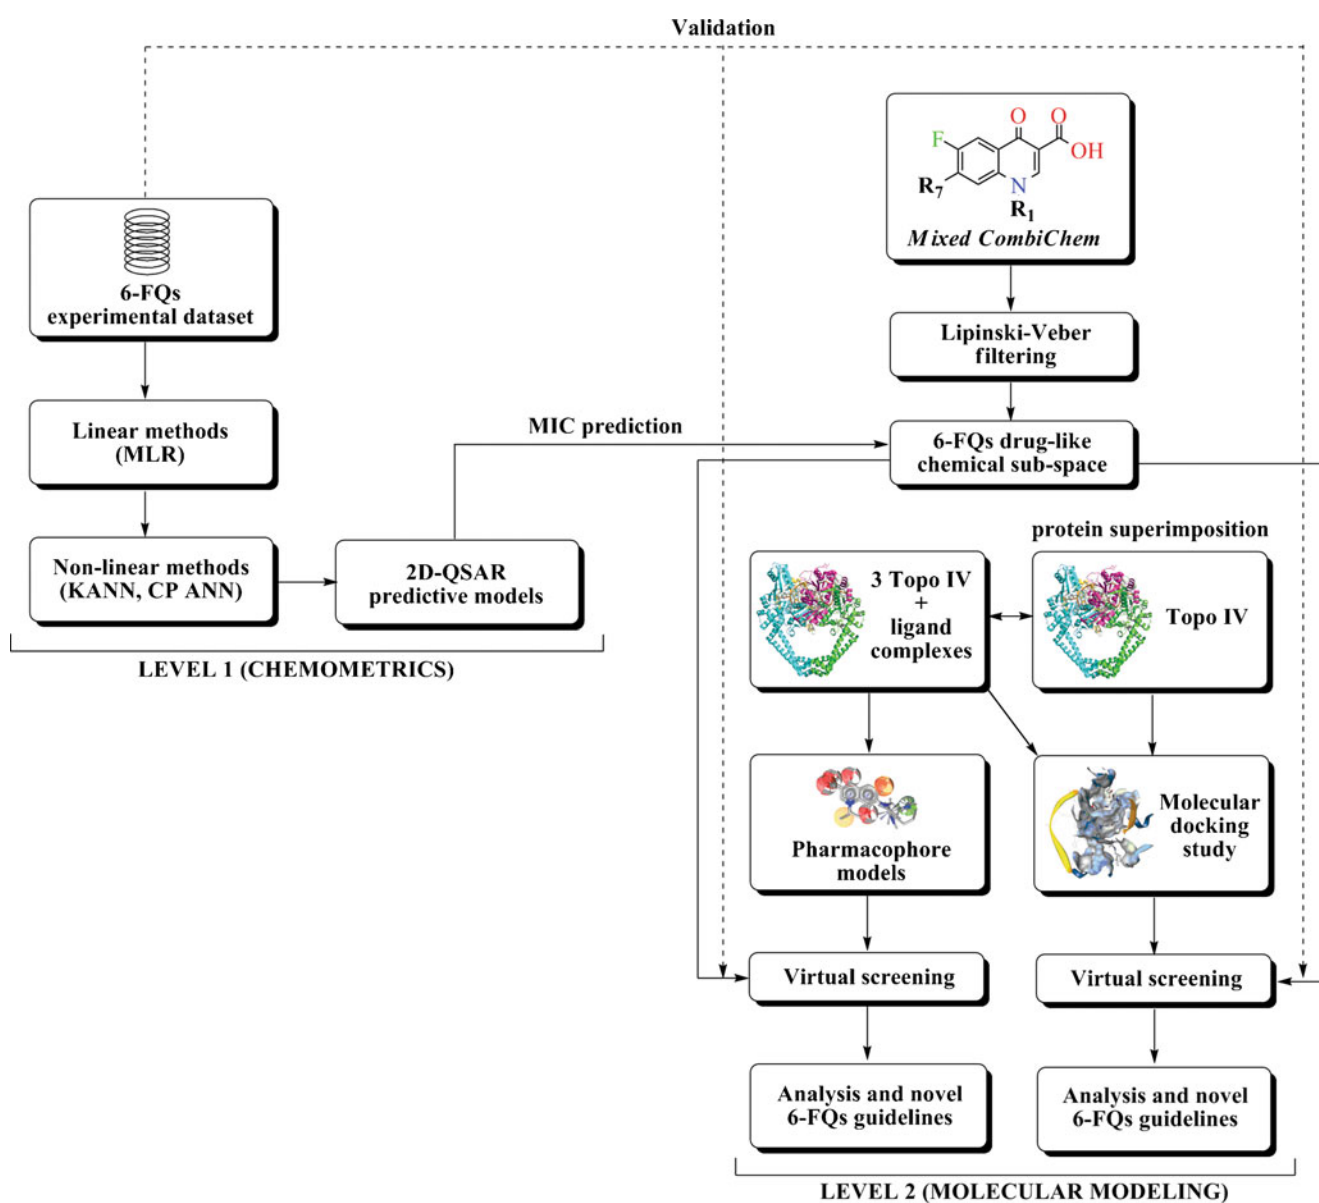 Validation
F
O
O
OH
R7
N
R1
Mixed CombiChem
6-FQs
experimental dataset
Lipinski-Veber
filtering
Linear methods
(MLR)
MIC prediction
6-FQs drug-like
chemical sub-space
Non-linear methods
(KANN, CP ANN)
2D-QSAR
predictive models
LEVEL 1 (CHEMOMETRICS)
protein superimposition
3 Topo IV
+
ligand
complexes
Topo IV
Pharmacophore
models
Molecular
docking
study
Virtual screening
Virtual screening
Analysis and novel
6-FQs guidelines
Analysis and novel
6-FQs guidelines
LEVEL 2 (MOLECULAR MODELING)